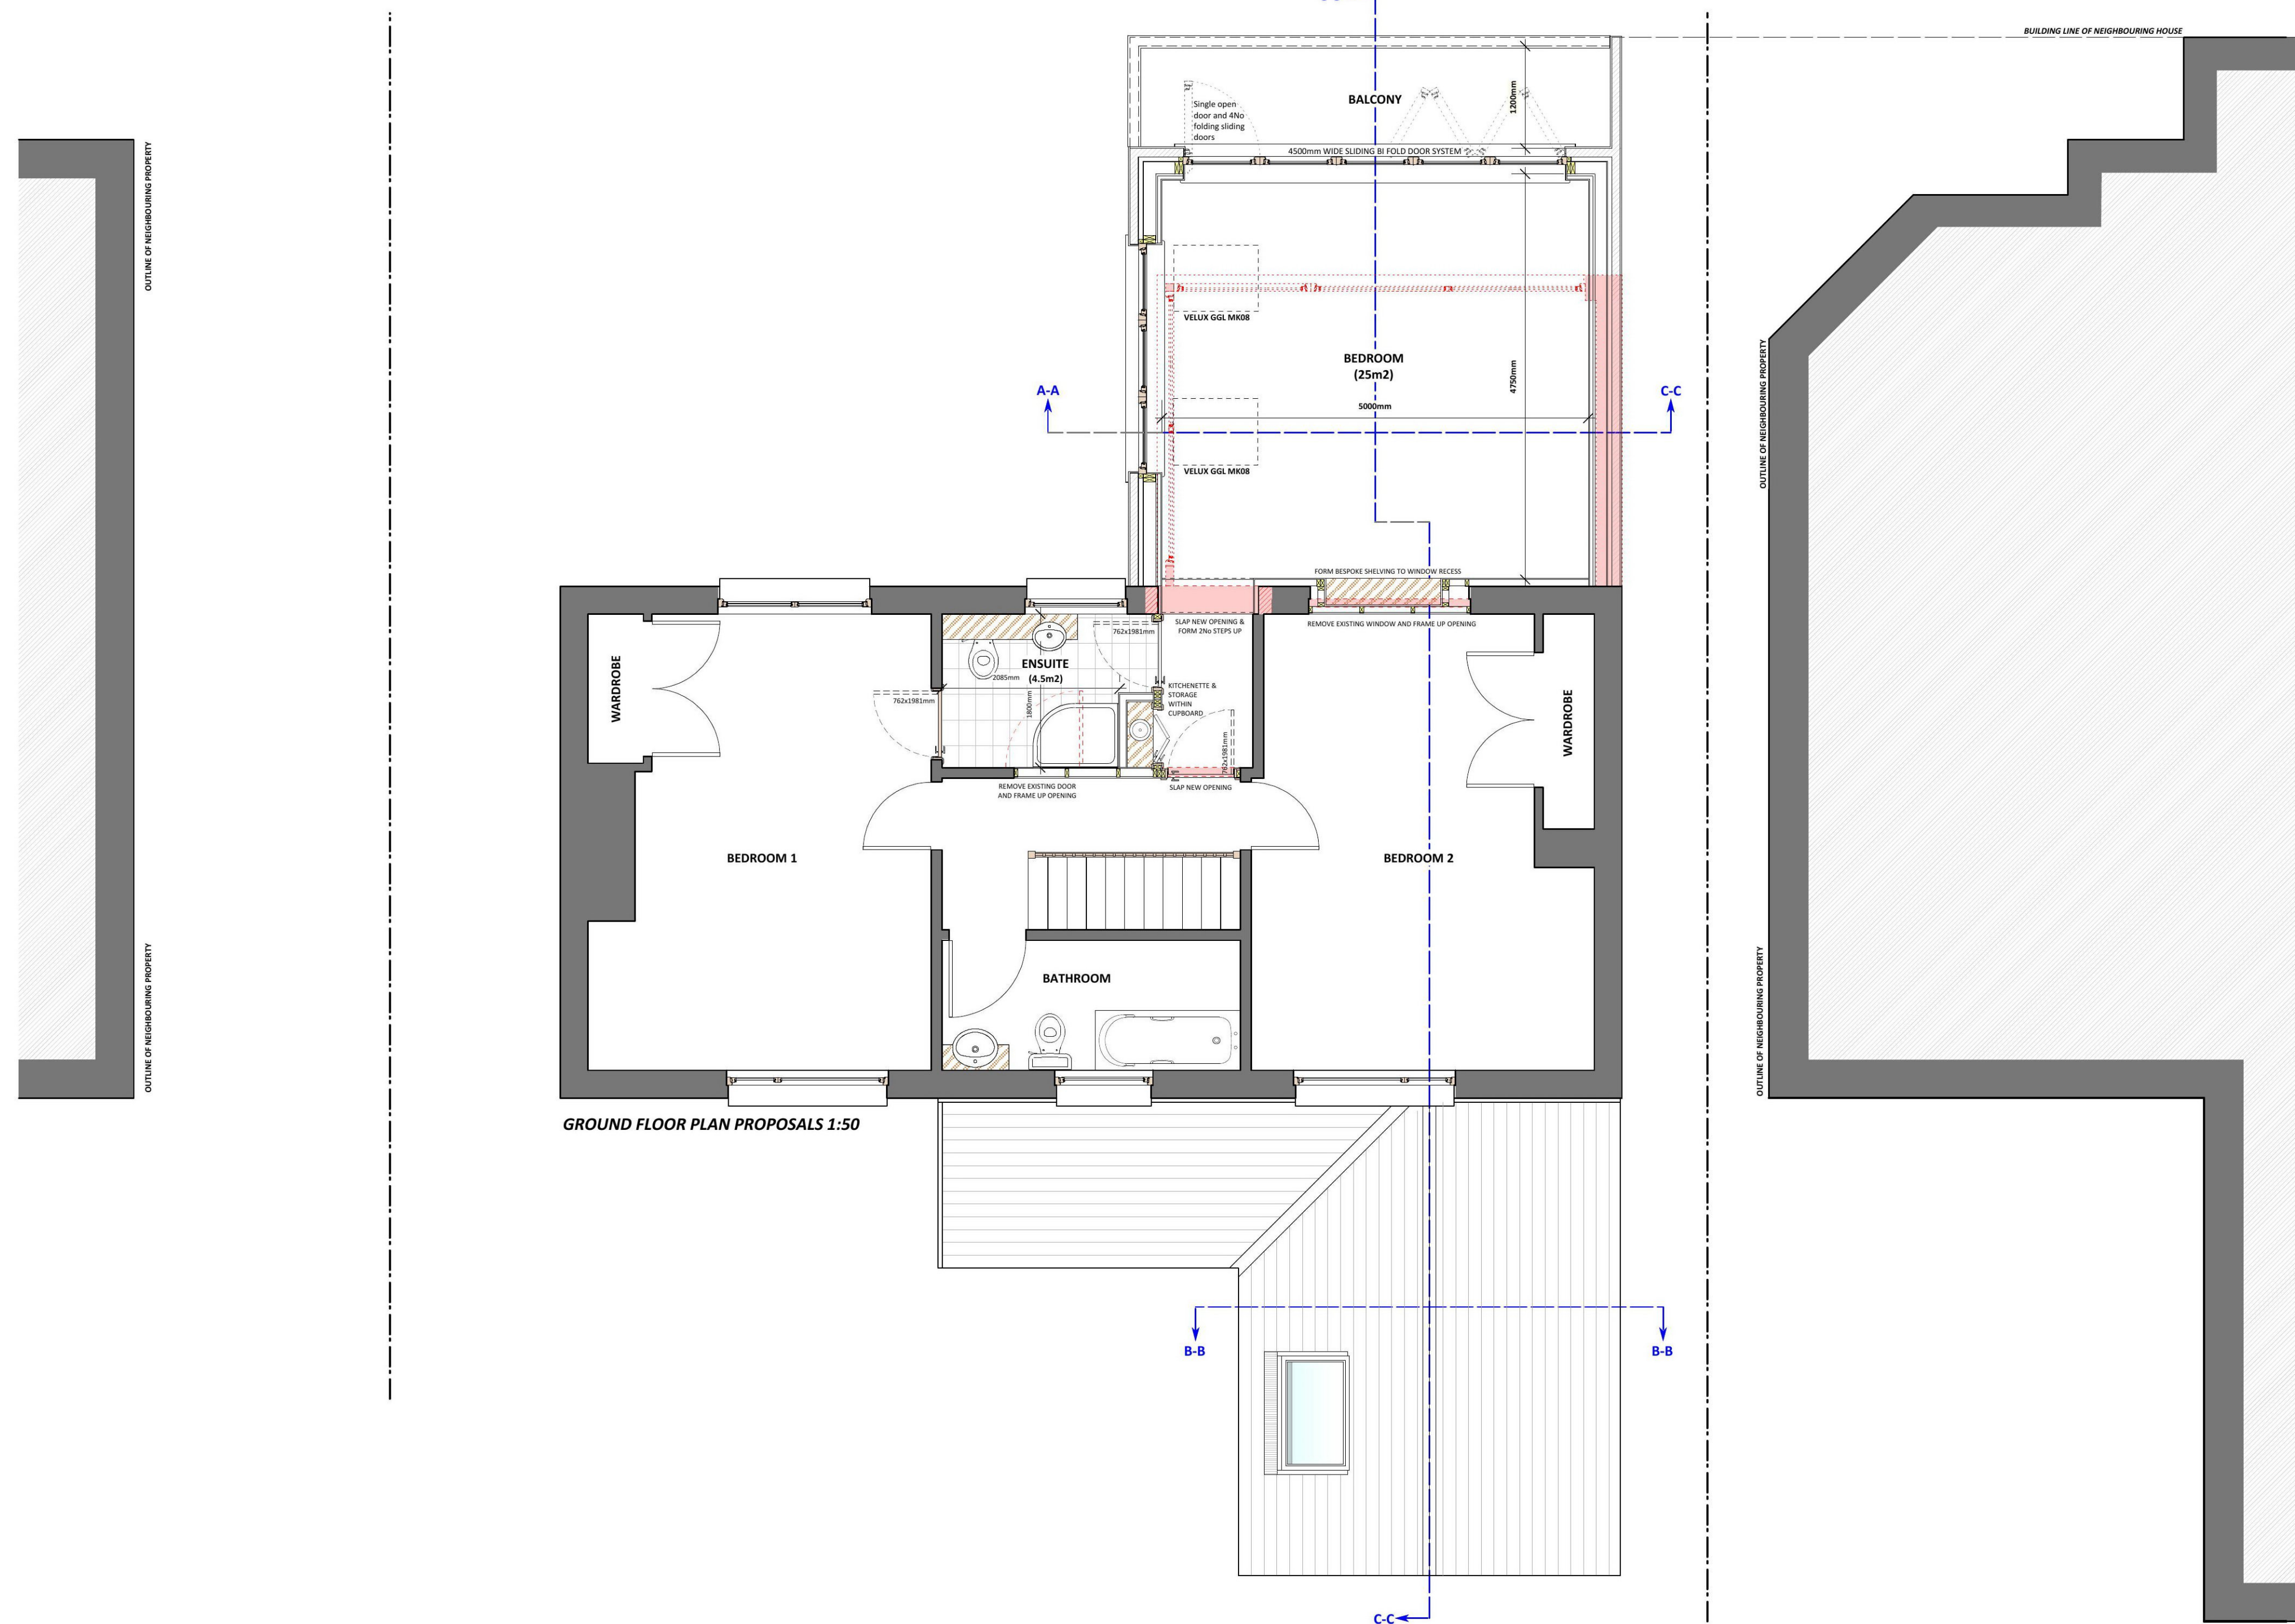 BUILDING LINE OF NEIGHBOURING HOUSE
OUTLINE OF NEIGHBOURING PROPERTY
BALCONY
1200mm
Single open
door and 4No
folding sliding
doors
4500mm WIDE SLIDING BI FOLD DOOR SYSTEM
VELUX GGL MK08
BEDROOM
(25m2)
4750mm
5000mm
A-A
C-C
OUTLINE OF NEIGHBOURING PROPERTY
VELUX GGL MK08
FORM BESPOKE SHELVING TO WINDOW RECESS
SLAP NEW OPENING &
FORM 2No STEPS UP
REMOVE EXISTING WINDOW AND FRAME UP OPENING
762x1981mm
WARDROBE
ENSUITE
(4.5m2)
2085mm
1800mm
762x1981mm
KITCHENETTE &
STORAGE
WITHIN
CUPBOARD
762x1981mm
WARDROBE
REMOVE EXISTING DOOR
AND FRAME UP OPENING
SLAP NEW OPENING
BEDROOM 1
BEDROOM 2
BATHROOM
OUTLINE OF NEIGHBOURING PROPERTY
OUTLINE OF NEIGHBOURING PROPERTY
GROUND FLOOR PLAN PROPOSALS 1:50
B-B
B-B
C-C